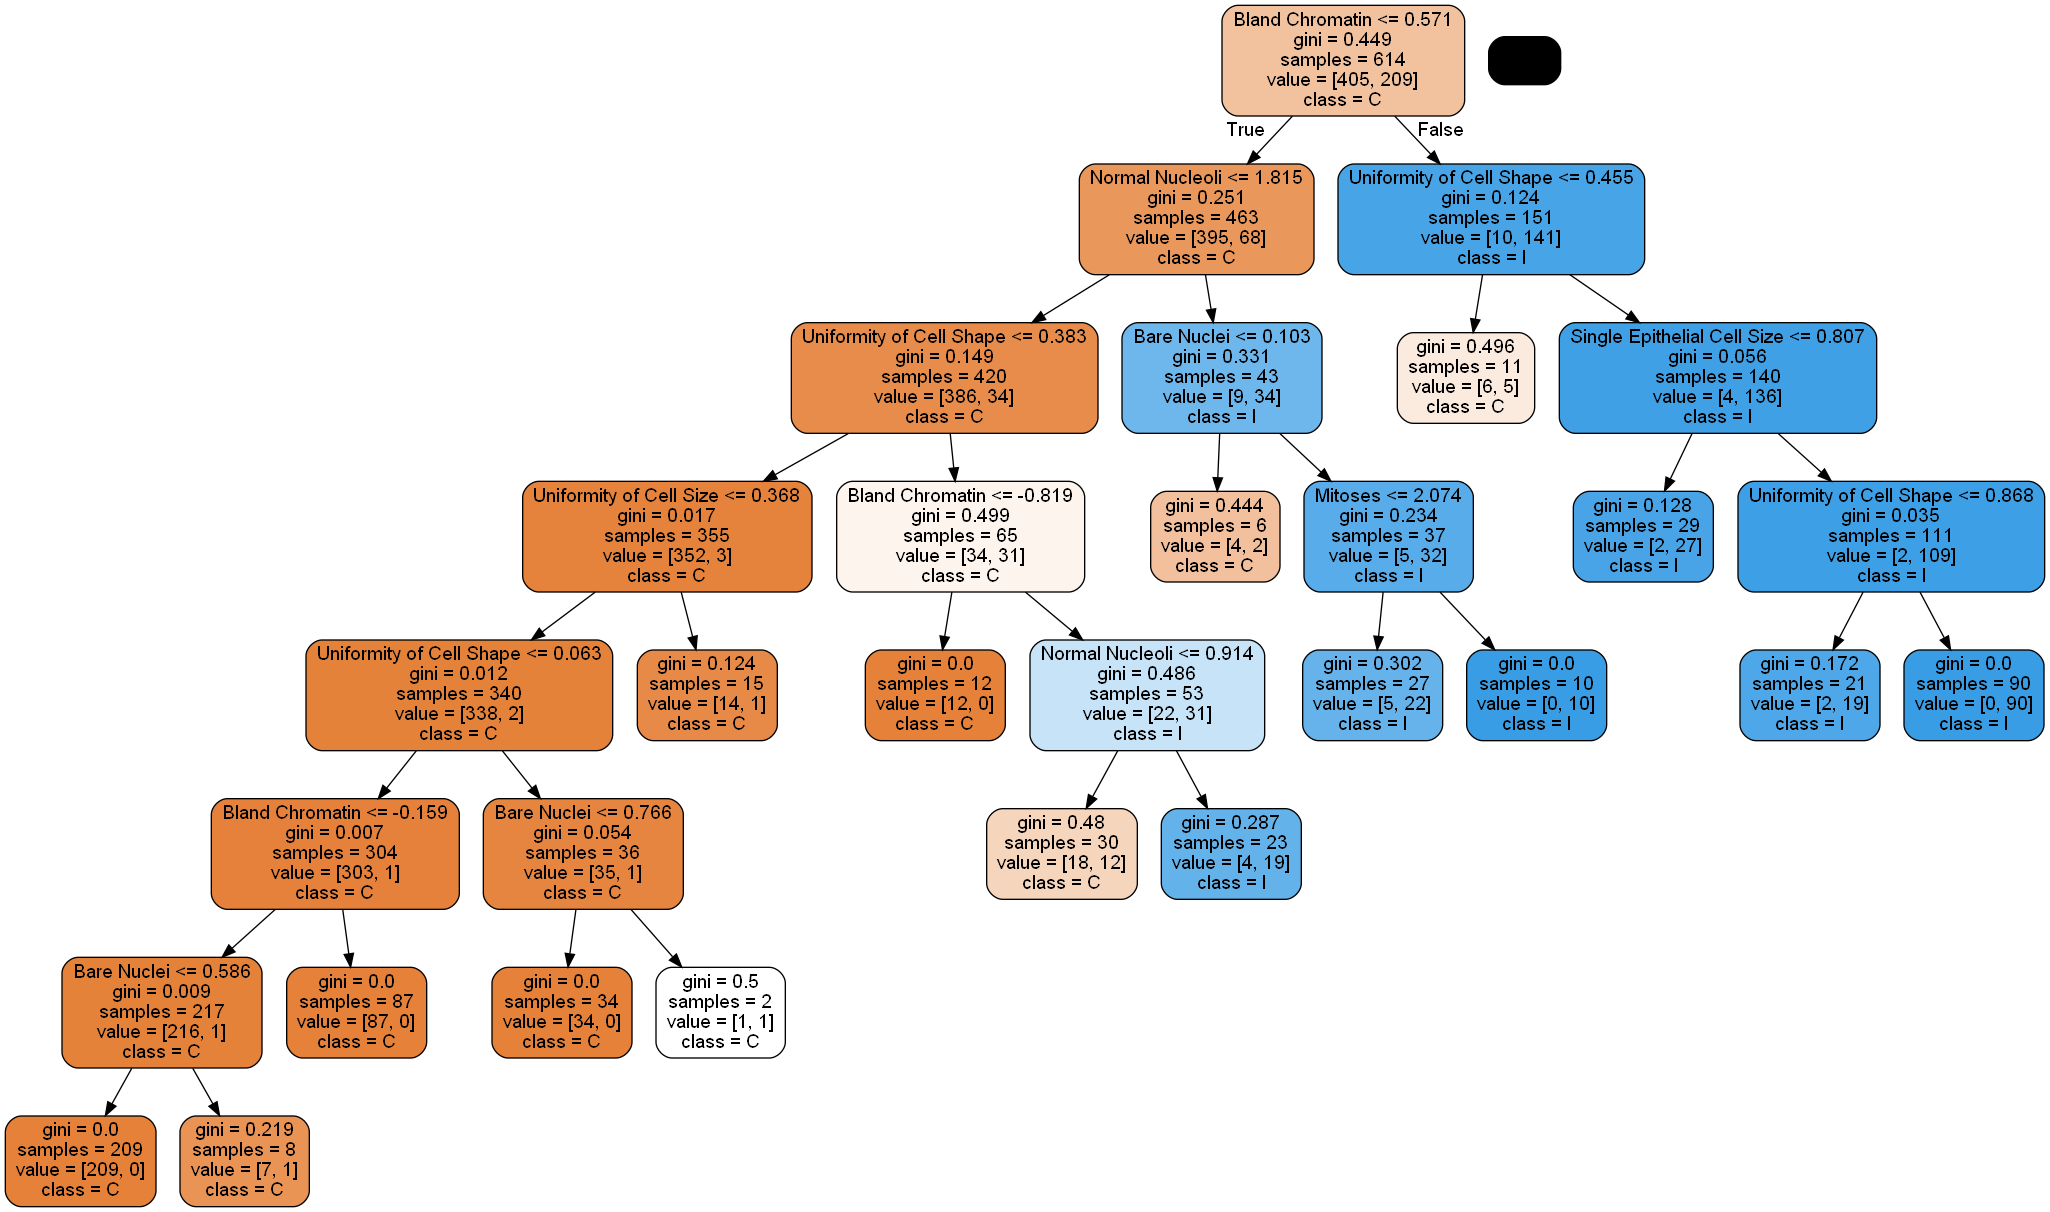 Bland Chromatin <= 0.571
gini = 0.449
samples = 614
value = [405, 209]
class = C
True
False
Normal Nucleoli <= 1.815
gini = 0.251
samples = 463
value = [395, 68]
class = C
Uniformity of Cell Shape <= 0.455
gini = 0.124
samples = 151
value = [10, 141]
class = I
Uniformity of Cell Shape <= 0.383
gini = 0.149
samples = 420
value = [386, 34]
class = C
Bare Nuclei <= 0.103
gini = 0.331
samples = 43
value = [9, 34]
class = I
gini = 0.496
samples = 11
value = [6, 5]
class = C
Single Epithelial Cell Size <= 0.807
gini = 0.056
samples = 140
value = [4, 136]
class = I
Uniformity of Cell Size <= 0.368
gini = 0.017
samples = 355
value = [352, 3]
class = C
Bland Chromatin <= -0.819
gini = 0.499
samples = 65
value = [34, 31]
class = C
gini = 0.444
samples = 6
value = [4, 2]
class = C
Mitoses <= 2.074
gini = 0.234
samples = 37
value = [5, 32]
class = I
gini = 0.128
samples = 29
value = [2, 27]
class = I
Uniformity of Cell Shape <= 0.868
gini = 0.035
samples = 111
value = [2, 109]
class = I
Uniformity of Cell Shape <= 0.063
gini = 0.012
samples = 340
value = [338, 2]
class = C
gini = 0.124
samples = 15
value = [14, 1]
class = C
gini = 0.0
samples = 12
value = [12, 0]
class = C
Normal Nucleoli <= 0.914
gini = 0.486
samples = 53
value = [22, 31]
class = I
gini = 0.302
samples = 27
value = [5, 22]
class = I
gini = 0.0
samples = 10
value = [0, 10]
class = I
gini = 0.172
samples = 21
value = [2, 19]
class = I
gini = 0.0
samples = 90
value = [0, 90]
class = I
Bland Chromatin <= -0.159
gini = 0.007
samples = 304
value = [303, 1]
class = C
Bare Nuclei <= 0.766
gini = 0.054
samples = 36
value = [35, 1]
class = C
gini = 0.48
samples = 30
value = [18, 12]
class = C
gini = 0.287
samples = 23
value = [4, 19]
class = I
Bare Nuclei <= 0.586
gini = 0.009
samples = 217
value = [216, 1]
class = C
gini = 0.0
samples = 87
value = [87, 0]
class = C
gini = 0.0
samples = 34
value = [34, 0]
class = C
gini = 0.5
samples = 2
value = [1, 1]
class = C
gini = 0.0
samples = 209
value = [209, 0]
class = C
gini = 0.219
samples = 8
value = [7, 1]
class = C